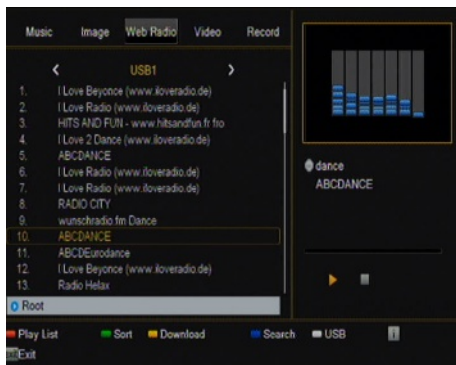 Music Image Web Radio Video Record
USB1
1. I Love Beyonce (www.iloveradio.de)
2. I Love Radio (www.iloveradio.de)
3. HITS AND FUN - www.hitsandfun.fr fro
4. I Love 2 Dance (www.iloveradio.de)
5. ABCDANCE
6. I Love Radio (www.iloveradio.de)
7. I Love Radio (www.iloveradio.de)
8. RADIO CITY
9. wunschradio.fm Dance
10. ABCDANCE
11. ABCDEurodance
12. I Love Beyonce (www.iloveradio.de)
13. Radio Helax
Root
dance
ABCDANCE
Play List Sort Download Search USB i
Exit